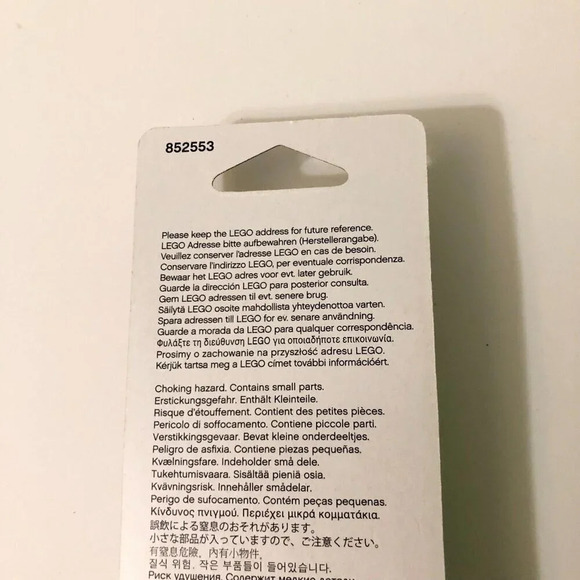 852553
Please keep the LEGO address for future reference.
LEGO Adresse bitte aufbewahren (Herstellerangabe).
Veuillez conserver l'adresse LEGO en cas de besoin.
Conservare l'indirizzo LEGO, per eventuale corrispondenza.
Bewaar het LEGO adres voor evt. later gebruik.
Guarde la dirección LEGO para posterior consulta.
Gem LEGO adressen til evt. senere brug.
Säilytä LEGO osoite mahdollista yhteydenottoa varten.
Spara adressen till LEGO for ev. senare användning.
Guarde a morada da LEGO para qualquer correspondência.
Φυλάξτε τη διεύθυνση LEGO για οποιαδήποτε επικοινωνία.
Prosimy o zachowanie na przyszłość adresu LEGO.
Kérjük tartsa meg a LEGO címet további információért.
Choking hazard. Contains small parts.
Erstickungsgefahr. Enthält Kleinteile.
Risque d'étouffement. Contient des petites pièces.
Pericolo di soffocamento. Contiene piccole parti.
Verstikkingsgevaar. Bevat kleine onderdeeltjes.
Peligro de asfixia. Contiene piezas pequeñas.
Kvælningsfare. Indeholder små dele.
Tukehtumisvaara. Sisältää pieniä osia.
Kvävningsrisk. Innehåller smådelar.
Perigo de sufocamento. Contém peças pequenas.
Κίνδυνος πνιγμού. Περιέχει μικρά κομματάκια.
誤飲による窒息のおそれがあります。
小さな部品が入っていますので、ご注意ください。
有窒息危險，內有小物件.
질식 위험. 작은 부품들이 들어있습니다.
Риск удушения. Содержит мелкие детали.